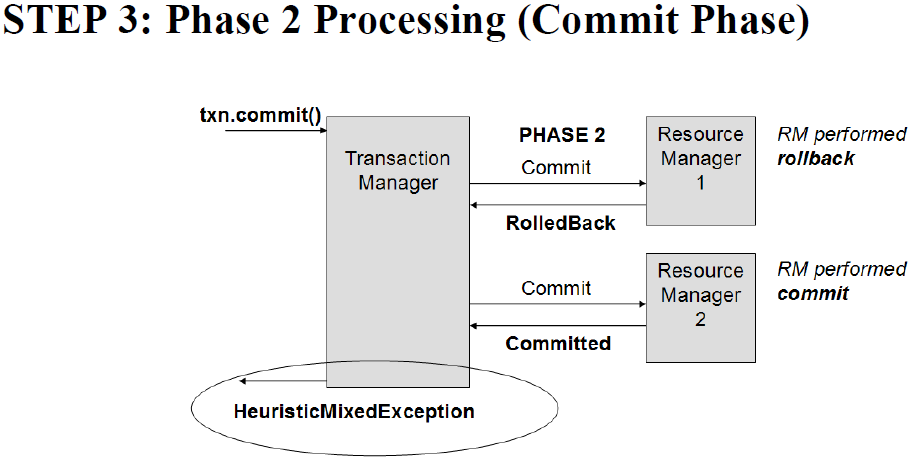 STEP 3: Phase 2 Processing (Commit Phase)
txn.commit()
Transaction
Manager
PHASE 2
Commit
RolledBack
Resource
Manager
1
RM performed
rollback
Commit
Committed
Resource
Manager
2
RM performed
commit
HeuristicMixedException